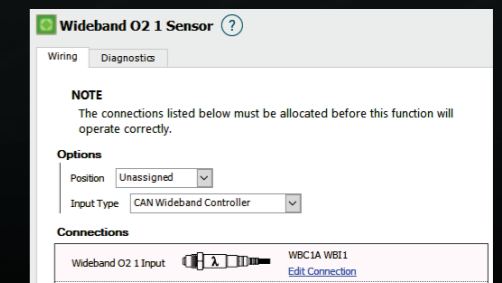 Wideband O2 1 Sensor ?
Wiring Diagnostics
NOTE
The connections listed below must be allocated before this function will
operate correctly.
Options
Position Unassigned
Input Type CAN Wideband Controller
Connections
Wideband O2 1 Input λ WBC1A WBI1
Edit Connection